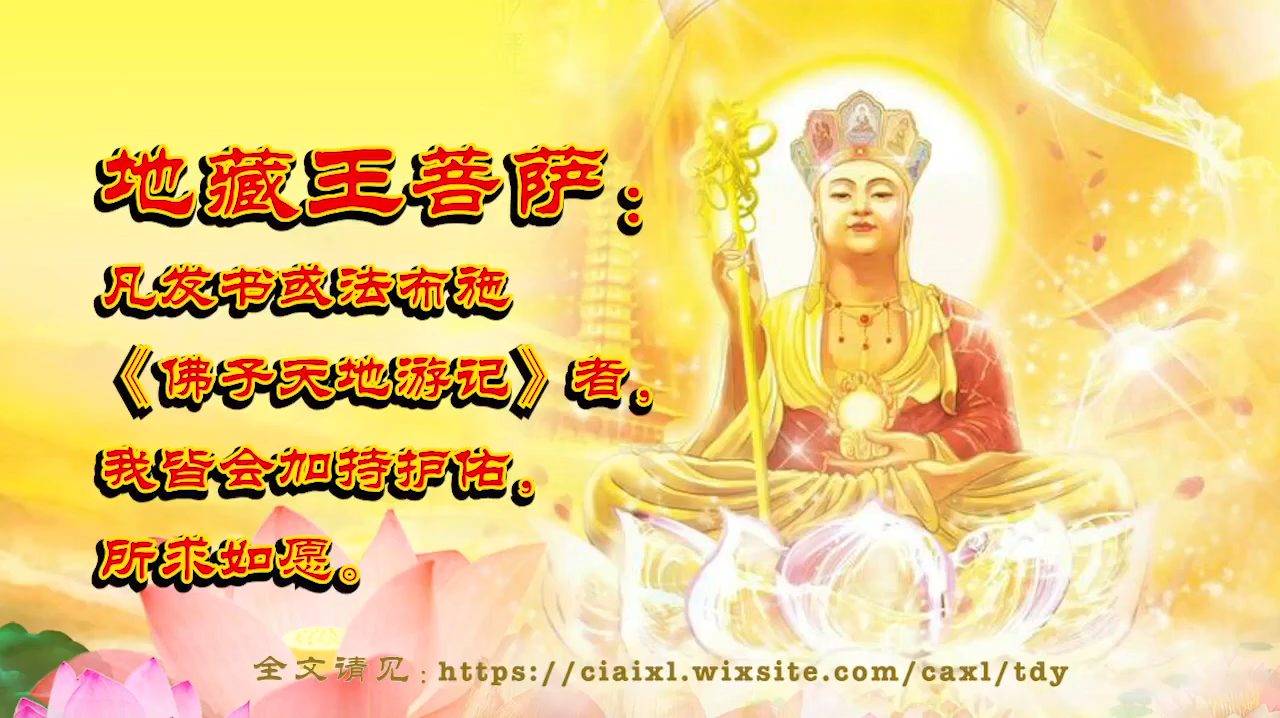 地藏王菩萨：
凡发书或法布施
《佛子天地游记》者，
我皆会加持护佑，
所求如愿。
全文请见：https://ciaixl.wixsite.com/caxl/tdy